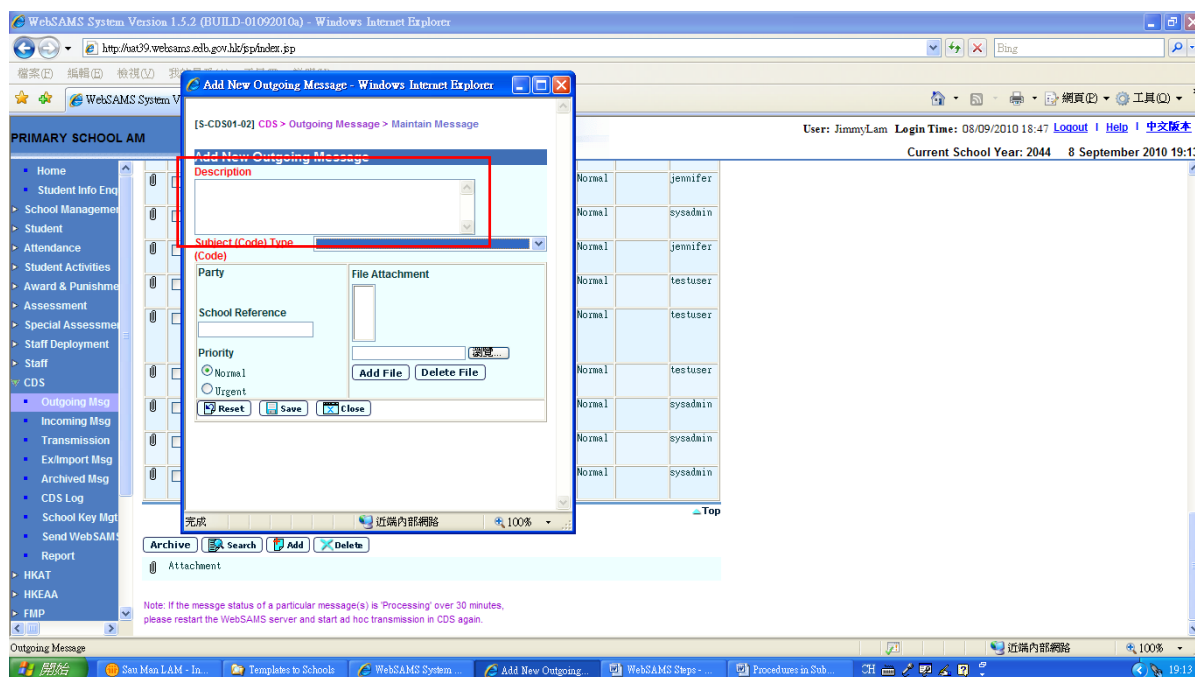 WebSAMS System Version 1.5.2 (BUILD-01092010a) - Windows Internet Explorer
http://uat39.websams.edb.gov.hk/jsp/index.jsp
Bing
檔案(F) 編輯(E) 檢視(V)
WebSAMS System V
網頁(P) 工具(O)
PRIMARY SCHOOL AM
User: JimmyLam Login Time: 08/09/2010 18:47 Logout | Help | 中文版本
Current School Year: 2044 8 September 2010 19:13
Home
Student Info Enq
School Managemer
Student
Attendance
Student Activities
Award & Punishme
Assessment
Special Assessmer
Staff Deployment
Staff
CDS
Outgoing Msg
Incoming Msg
Transmission
Ex/Import Msg
Archived Msg
CDS Log
School Key Mgt
Send WebSAMS
Report
HKAT
HKEAA
FMP
Add New Outgoing Message - Windows Internet Explorer
[S-CDS01-02] CDS > Outgoing Message > Maintain Message
Add New Outgoing Message
Description
Subject (Code) Type
(Code)
Party
File Attachment
School Reference
瀏覽...
Priority
Normal
Urgent
Add File Delete File
Reset Save Close
完成 近端內部網路 100%
Normal jennifer
Normal sysadmin
Normal jennifer
Normal testuser
Normal testuser
Normal testuser
Normal sysadmin
Normal sysadmin
Normal sysadmin
Top
Archive Search Add Delete
Attachment
Note: If the messge status of a particular message(s) is 'Processing' over 30 minutes,
please restart the WebSAMS server and start ad hoc transmission in CDS again.
Outgoing Message 近端內部網路 100%
開始 Sau Man LAM - In... Templates to Schools WebSAMS System ... Add New Outgoing... WebSAMS Steps - ... Procedures in Sub... CH 19:13